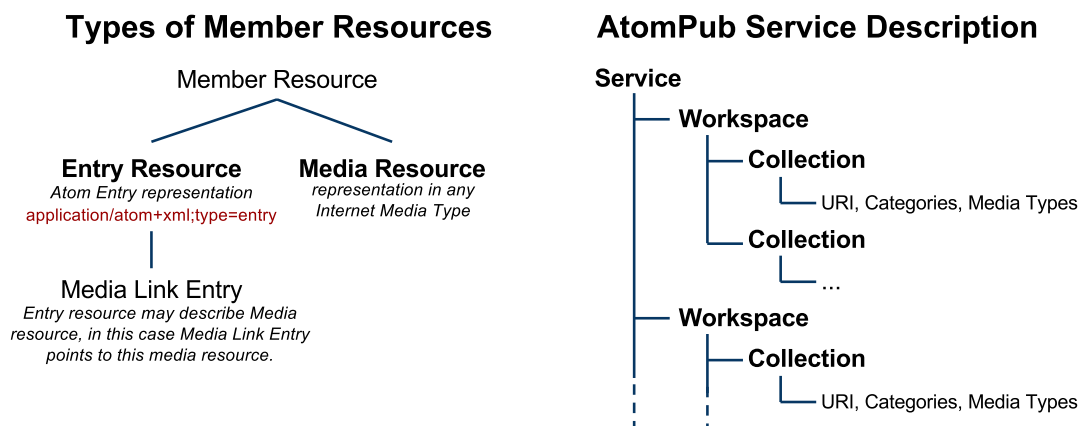 Types of Member Resources
Member Resource
Entry Resource
Atom Entry representation
application/atom+xml;type=entry
Media Resource
representation in any
Internet Media Type
Media Link Entry
Entry resource may describe Media
resource, in this case Media Link Entry
points to this media resource.
AtomPub Service Description
Service
Workspace
Collection
URI, Categories, Media Types
Collection
...
Workspace
Collection
URI, Categories, Media Types